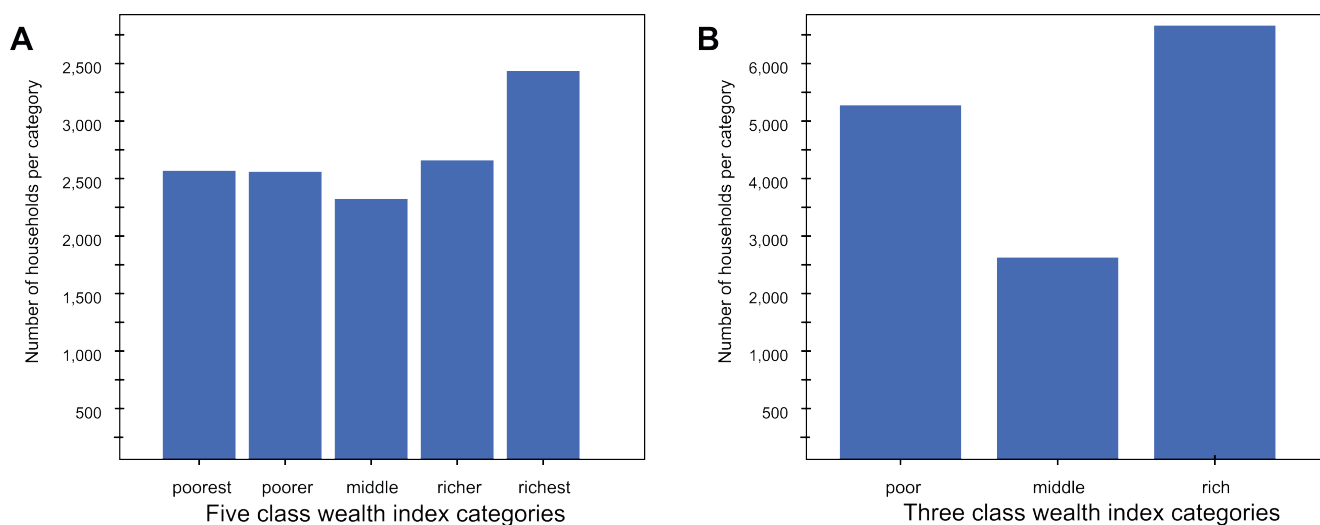 A
Number of households per category
2,500
3,000
2,500
2,000
1,500
1,000
500
poorest poorer middle richer richest
Five class wealth index categories
B
Number of households per category
6,000
5,000
4,000
3,000
2,000
1,000
500
poor middle rich
Three class wealth index categories